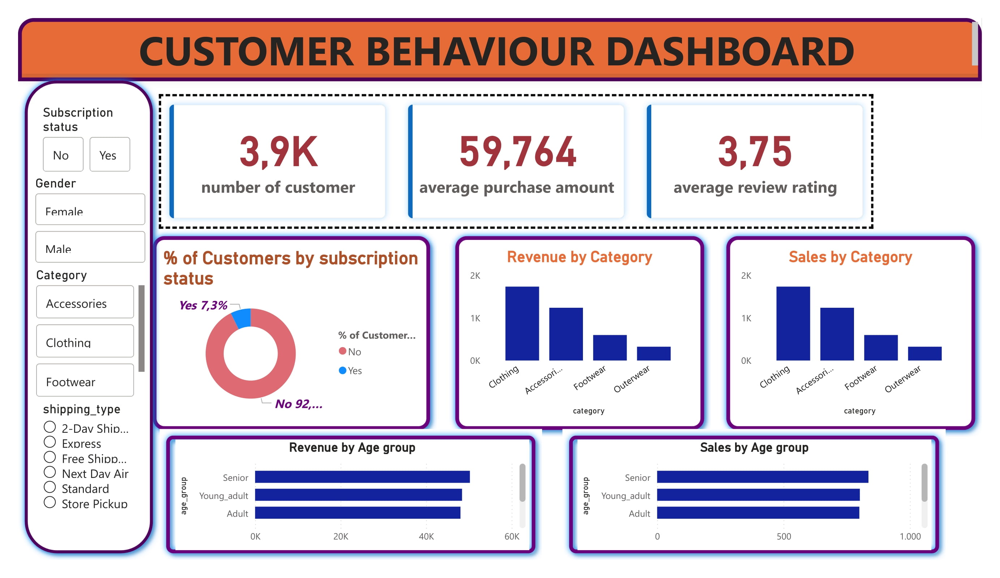 CUSTOMER BEHAVIOUR DASHBOARD
Subscription
status
No
Yes
Gender
Female
Male
Category
Accessories
Clothing
Footwear
shipping_type
2-Day Ship...
Express
Free Shipp...
Next Day Air
Standard
Store Pickup
3,9K
number of customer
59,764
average purchase amount
3,75
average review rating
% of Customers by subscription
status
Yes 7,3%
No 92,...
% of Customer...
No
Yes
Revenue by Category
2K
1K
0K
Clothing
Accessori...
Footwear
Outerwear
category
Sales by Category
2K
1K
0K
Clothing
Accessori...
Footwear
Outerwear
category
Revenue by Age group
age_group
Senior
Young_adult
Adult
0K
20K
40K
60K
Sales by Age group
age_group
Senior
Young_adult
Adult
0
500
1.000